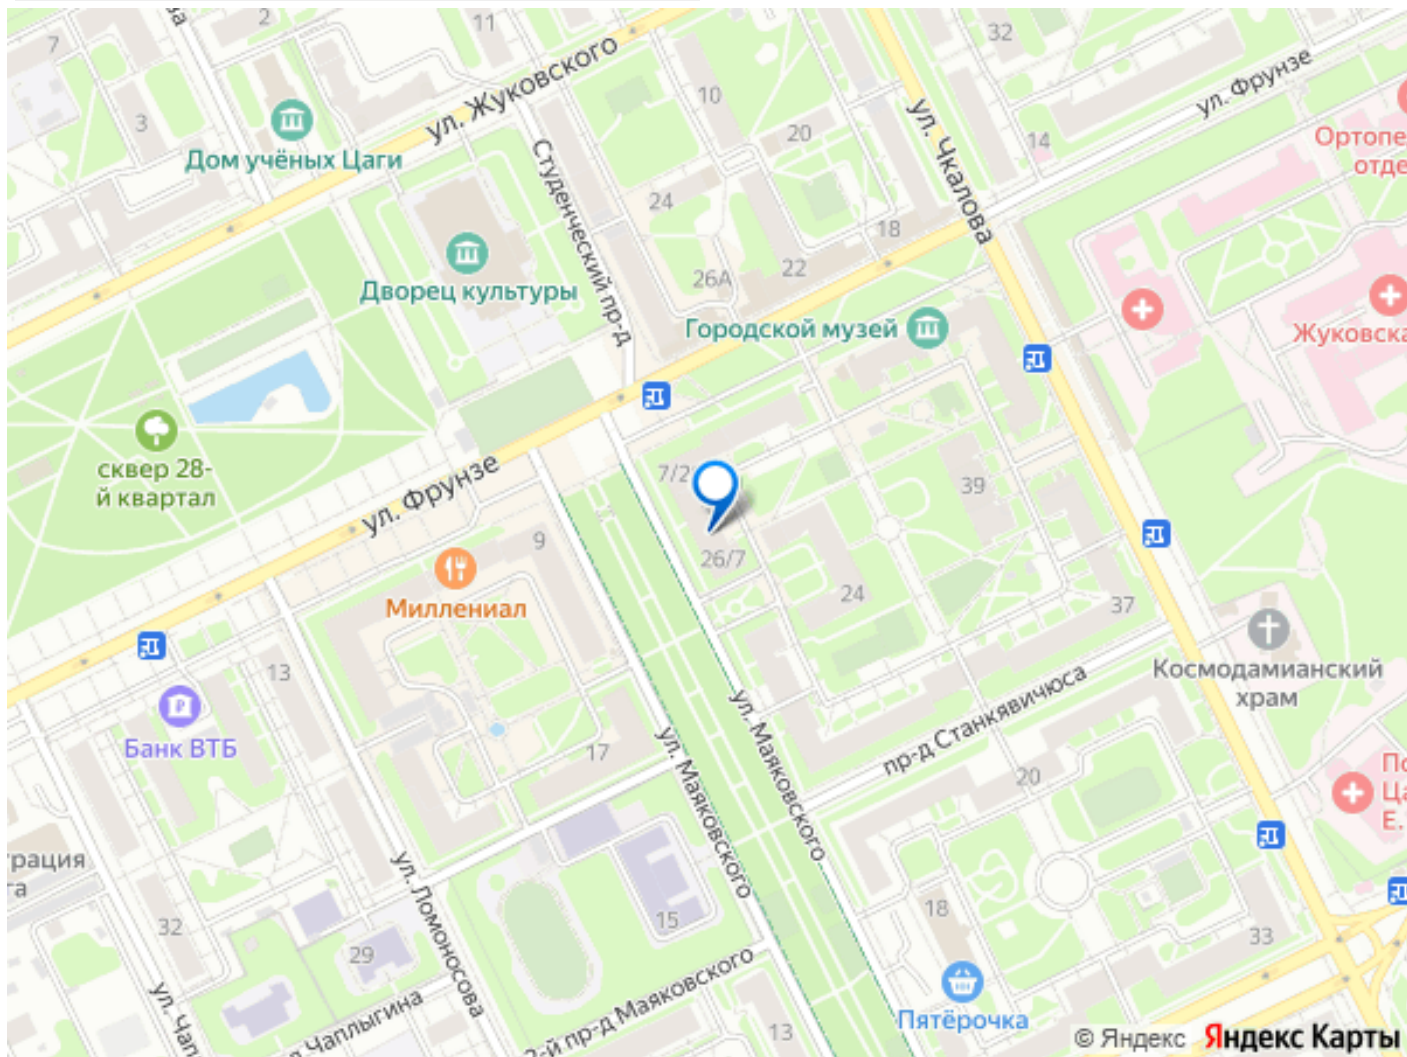 2
11
7
32
ул. Жуковского
ул. Фрунзе
10
3
Дом учёных Цаги
20
14
ул. Чкалова
Студенческий пр-д
24
18
22
26А
Дворец культуры
Городской музей
сквер 28-
й квартал
7/2
39
ул. Фрунзе
9
26/7
24
37
Миллениал
13
Космодамианский
храм
Банк ВТБ
17
ул. Маяковского
ул. Маяковского
пр-д Станкявичюса
20
ул. Ломоносова
15
18
32
29
33
Чаплыгина
2-й пр-д Маяковского
13
Пятёрочка
© Яндекс Яндекс Карты